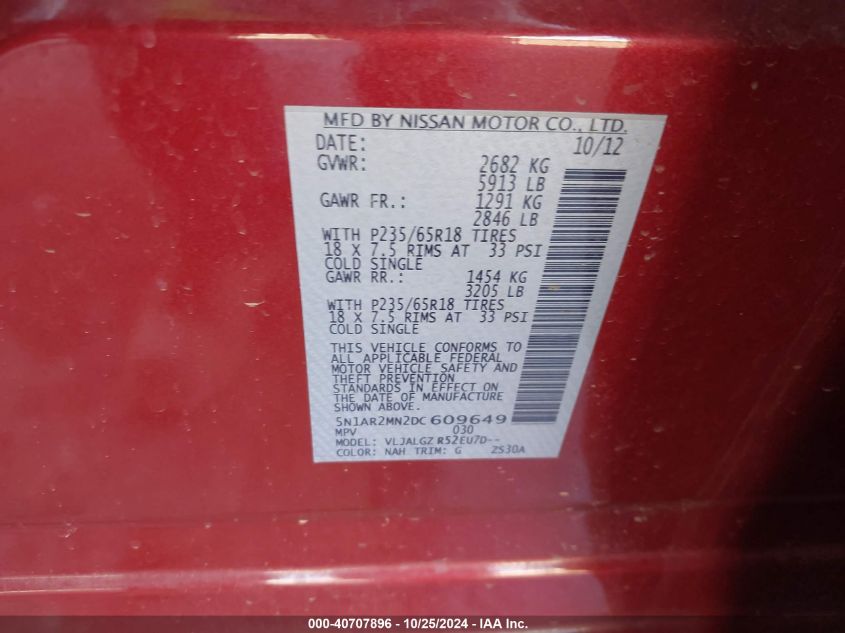 MFD BY NISSAN MOTOR CO., LTD.
DATE: 10/12
GVWR: 2682 KG
5913 LB
GAWR FR.: 1291 KG
2846 LB
WITH P235/65R18 TIRES
18 X 7.5 RIMS AT 33 PSI
COLD SINGLE
GAWR RR.: 1454 KG
3205 LB
WITH P235/65R18 TIRES
18 X 7.5 RIMS AT 33 PSI
COLD SINGLE
THIS VEHICLE CONFORMS TO
ALL APPLICABLE FEDERAL
MOTOR VEHICLE SAFETY AND
THEFT PREVENTION
STANDARDS IN EFFECT ON
THE DATE OF MANUFACTURE
SHOWN ABOVE.
5N1AR2MN2DC 609649
MPV 030
MODEL: VLJALGZ R52EU7D--
COLOR: NAH TRIM: G ZS30A
000-40707896 - 10/25/2024 - IAA Inc.